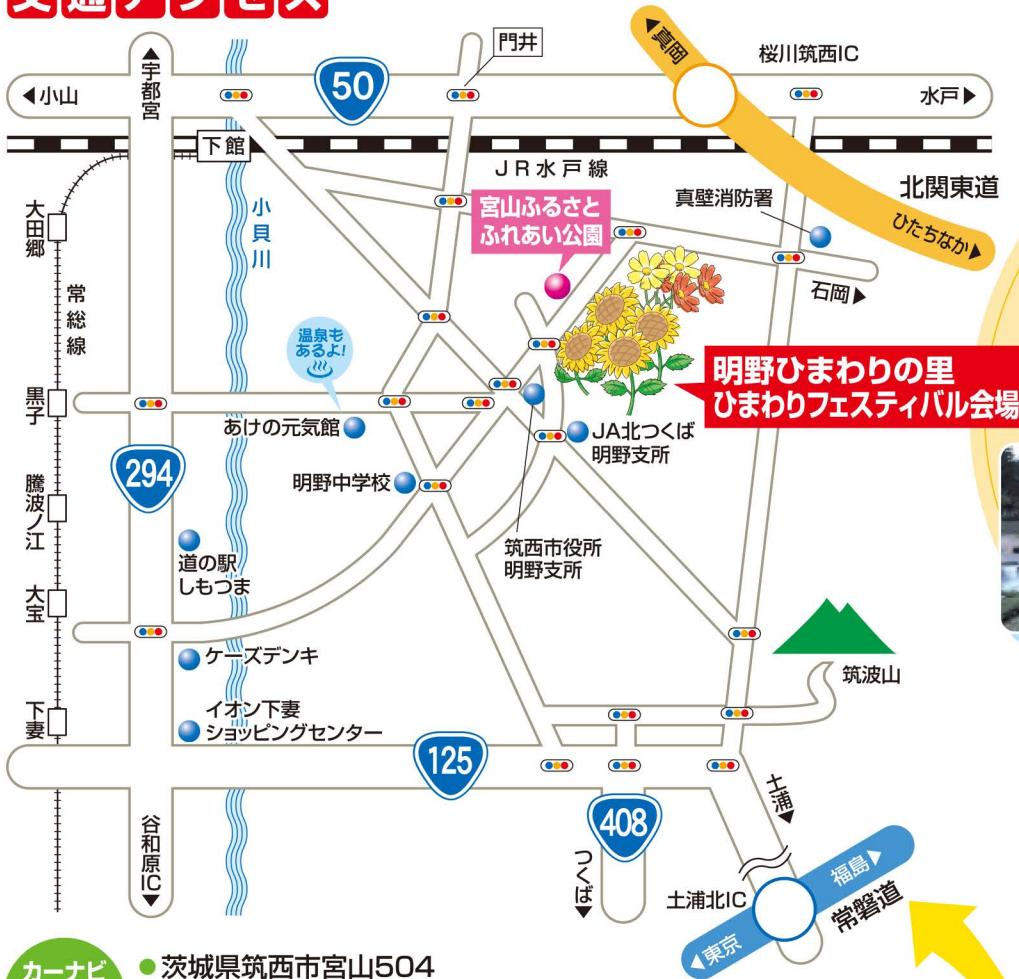 交通アクセス
門井
▲真岡
桜川筑西IC
▲宇都宮
◀小山
50
水戸▶
下館
JR水戸線
北関東道
ひたちなか▶
大田郷
小貝川
宮山ふるさと
ふれあい公園
真壁消防署
石岡▶
常総線
温泉も
あるよ!
明野ひまわりの里
ひまわりフェスティバル会場
黒子
あけの元気館
JA北つくば
明野支所
294
明野中学校
騰波ノ江
筑西市役所
明野支所
道の駅
しもつま
大宝
筑波山
ケーズデンキ
下妻
イオン下妻
ショッピングセンター
125
土浦▶
408
谷和原IC▶
つくば▶
土浦北IC
福島▶
常磐道
◀東京
カーナビ
●茨城県筑西市宮山504